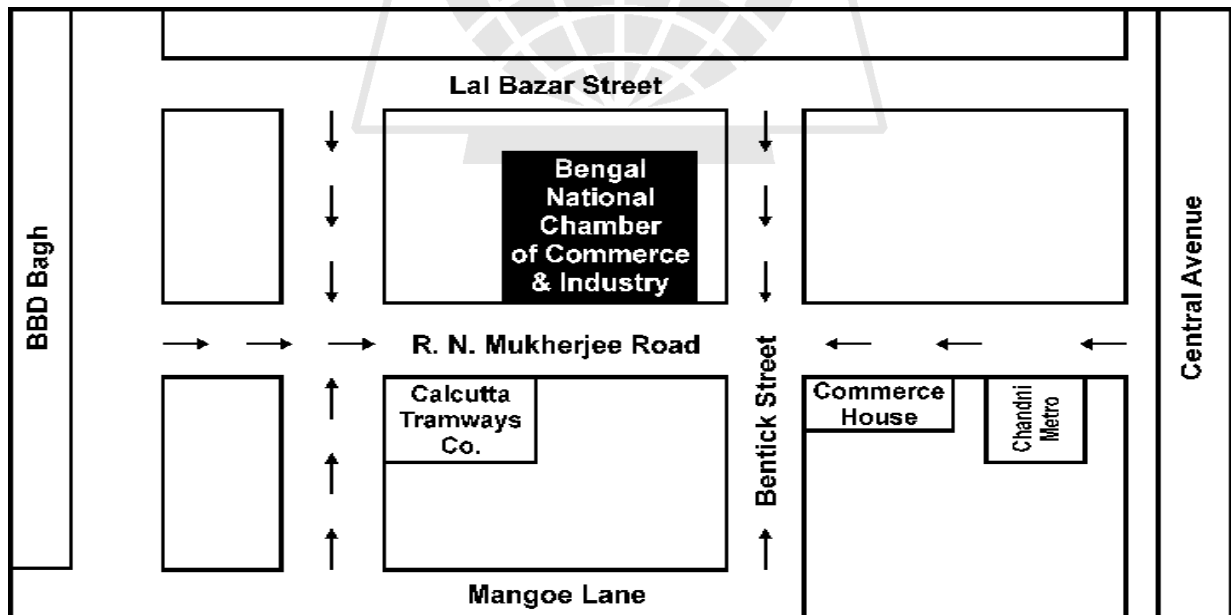 Lal Bazar Street
Bengal
National
Chamber
of Commerce
& Industry
BBD Bagh
Central Avenue
R. N. Mukherjee Road
Bentick Street
Calcutta
Tramways
Co.
Commerce
House
Chandni
Metro
Mangoe Lane